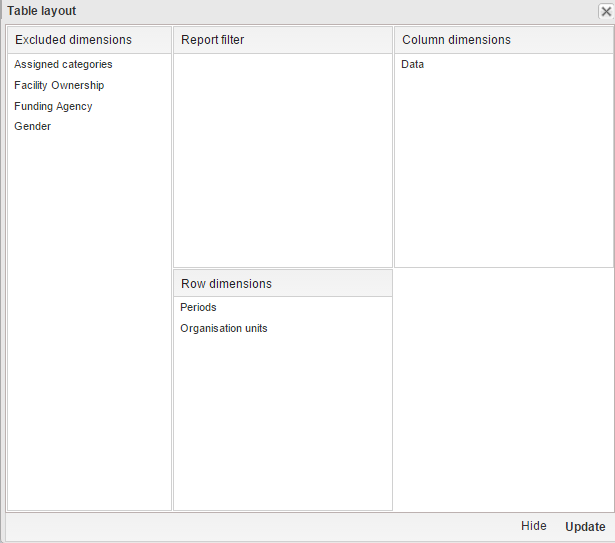 Table layout
Excluded dimensions
Assigned categories
Facility Ownership
Funding Agency
Gender
Report filter
Column dimensions
Data
Row dimensions
Periods
Organisation units
Hide
Update